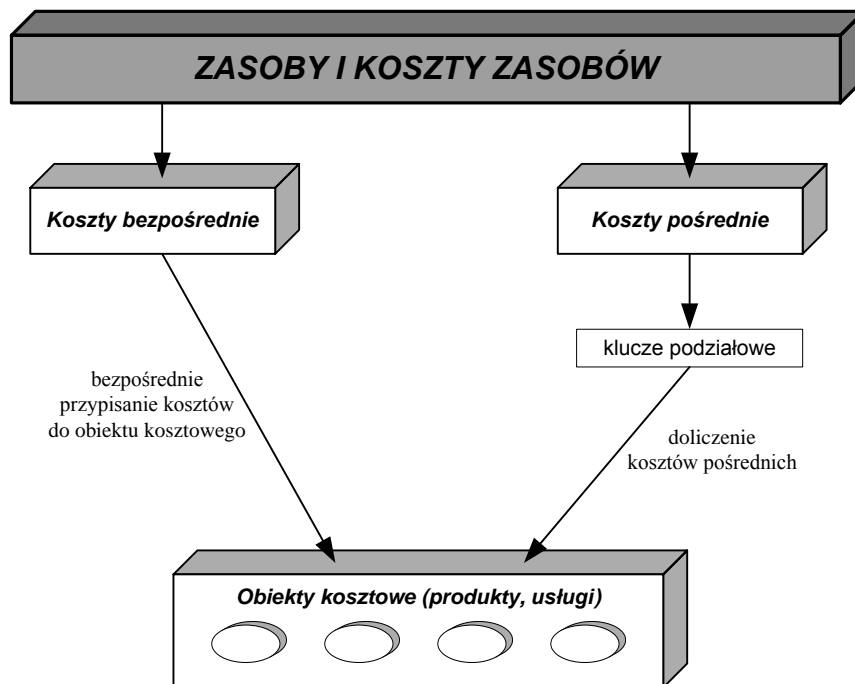 ZASOBY I KOSZTY ZASOBÓW
Koszty bezpośrednie
Koszty pośrednie
klucze podziałowe
bezpośrednie
przypisanie kosztów
do obiektu kosztowego
doliczenie
kosztów pośrednich
Obiekty kosztowe (produkty, usługi)